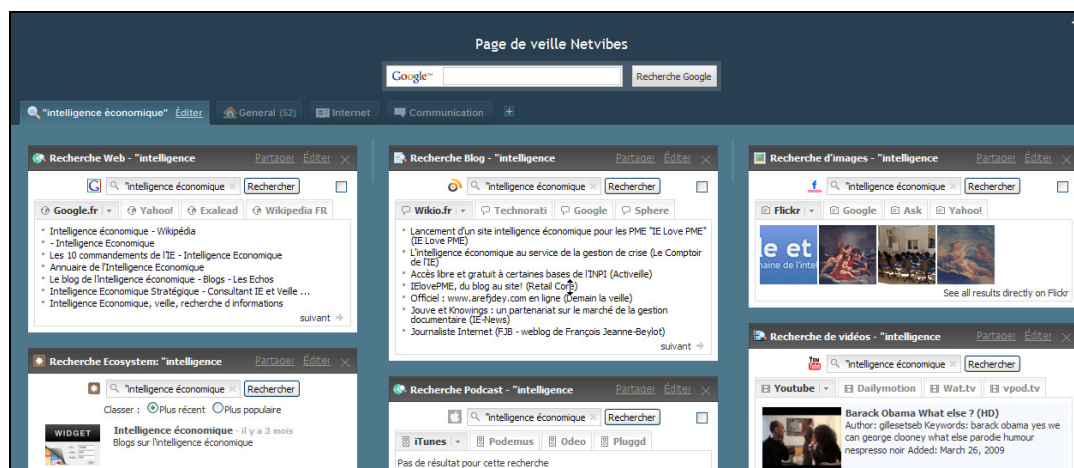 Page de veille Netvibes
Google™ Recherche Google
"intelligence économique" Éditer General (52) Internet Communication +
Recherche Web - "intelligence Partager Éditer
"intelligence économique Rechercher
Google.fr Yahoo! Exalead Wikipedia FR
Intelligence économique - Wikipédia
- Intelligence Economique
Les 10 commandements de l'IE - Intelligence Economique
Annuaire de l'Intelligence Economique
Le blog de l'intelligence économique - Blogs - Les Echos
Intelligence Economique Stratégique - Consultant IE et Veille ...
Intelligence Economique, veille, recherche d informations
suivant
Recherche Ecosystem: "intelligence Partager Éditer
"intelligence économique Rechercher
Classer : Plus récent Plus populaire
WIDGET
Intelligence économique - il y a 3 mois
Blogs sur l'intelligence économique
Recherche Blog - "intelligence Partager Éditer
"intelligence économique Rechercher
Wikio.fr Technorati Google Sphere
Lancement d'un site intelligence économique pour les PME "IE Love PME"
(IE Love PME)
L'intelligence économique au service de la gestion de crise (Le Comptoir
de l'IE)
Accès libre et gratuit à certaines bases de l'INPI (Activeille)
IElovePME, du blog au site! (Retail Core)
Officiel : www.arefjdey.com en ligne (Demain la veille)
Jouve et Knowings : un partenariat sur le marché de la gestion
documentaire (IE-News)
Journaliste Internet (FJB - weblog de François Jeanne-Beylot)
suivant
Recherche Podcast - "intelligence Partager Éditer
"intelligence économique Rechercher
iTunes Podemus Odeo Pluggd
Pas de résultat pour cette recherche
Recherche d'images - "intelligence Partager Éditer
"intelligence économique Rechercher
Flickr Google Ask Yahoo!
le et
haine de l'intel
See all results directly on Flickr
Recherche de vidéos - "intelligence Partager Éditer
You Tube "intelligence économique Rechercher
Youtube Dailymotion Wat.tv vpod.tv
Barack Obama What else ? (HD)
Author: gillesetseb Keywords: barack obama yes we
can george clooney what else parodie humour
nespresso noir Added: March 26, 2009